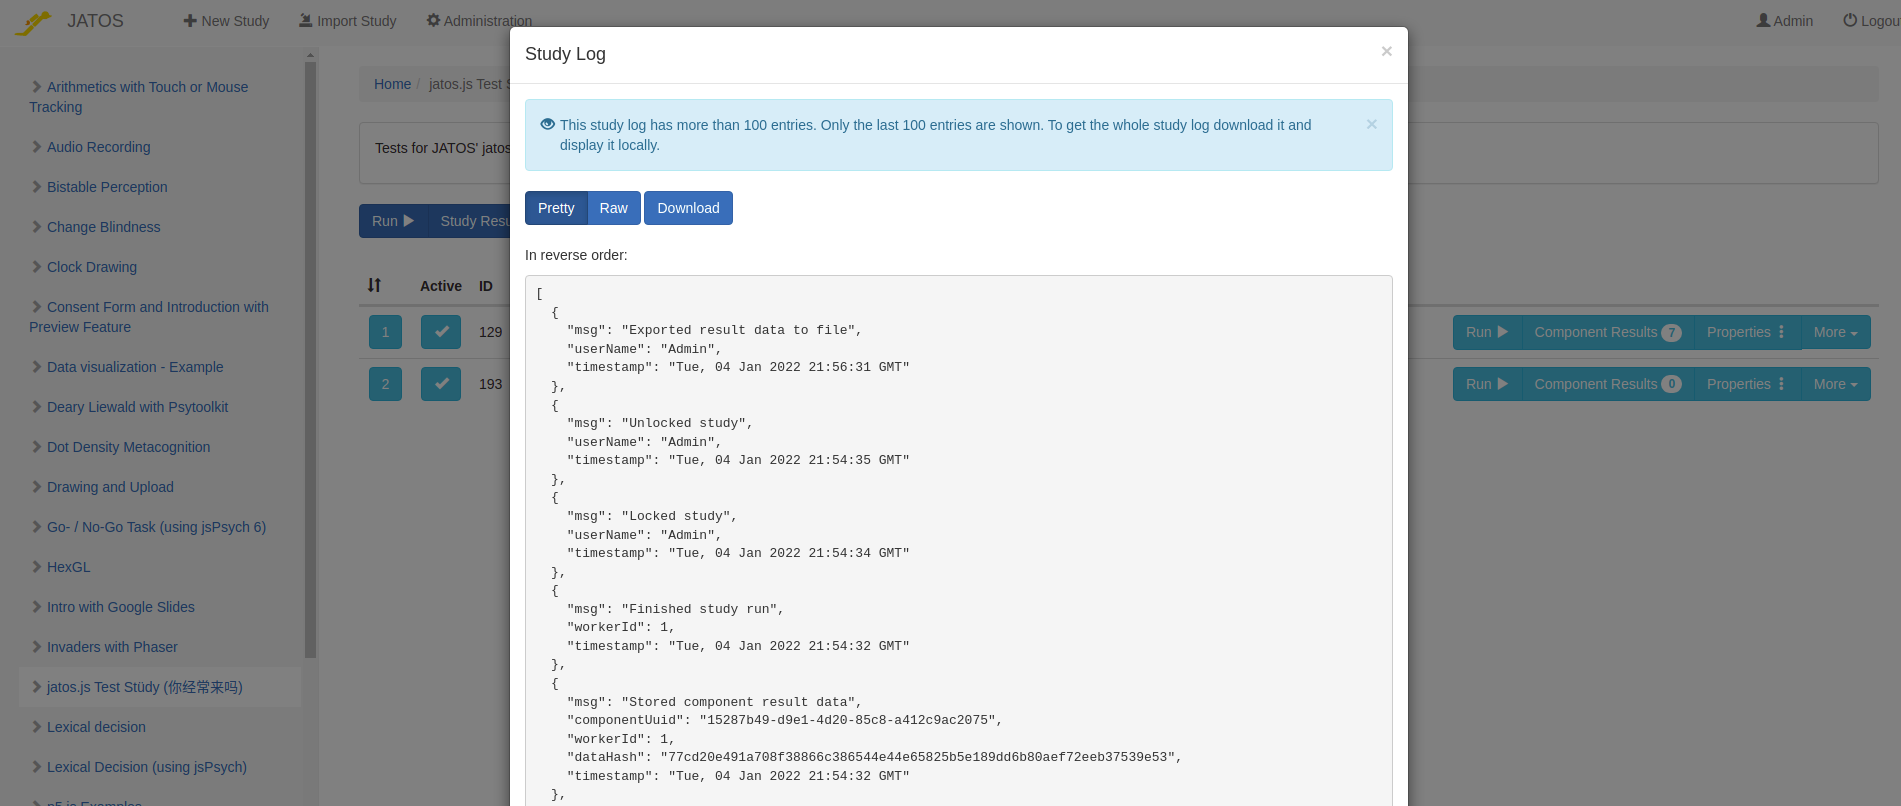 JATOS
New Study
Import Study
Administration
Admin
Logou
Arithmetics with Touch or Mouse
Tracking
Audio Recording
Bistable Perception
Change Blindness
Clock Drawing
Consent Form and Introduction with
Preview Feature
Data visualization - Example
Deary Liewald with Psytoolkit
Dot Density Metacognition
Drawing and Upload
Go- / No-Go Task (using jsPsych 6)
HexGL
Intro with Google Slides
Invaders with Phaser
jatos.js Test Stüdy (你经常来吗)
Lexical decision
Lexical Decision (using jsPsych)
p5.js Examples
Home / jatos.js Test S
Tests for JATOS' jatos
Run
Study Resu
Active ID
1 129
Run Component Results 7 Properties More
2 193
Run Component Results 0 Properties More
Study Log
×
This study log has more than 100 entries. Only the last 100 entries are shown. To get the whole study log download it and
display it locally.
×
Pretty Raw Download
In reverse order:
[
{
"msg": "Exported result data to file",
"userName": "Admin",
"timestamp": "Tue, 04 Jan 2022 21:56:31 GMT"
},
{
"msg": "Unlocked study",
"userName": "Admin",
"timestamp": "Tue, 04 Jan 2022 21:54:35 GMT"
},
{
"msg": "Locked study",
"userName": "Admin",
"timestamp": "Tue, 04 Jan 2022 21:54:34 GMT"
},
{
"msg": "Finished study run",
"workerId": 1,
"timestamp": "Tue, 04 Jan 2022 21:54:32 GMT"
},
{
"msg": "Stored component result data",
"componentUuid": "15287b49-d9e1-4d20-85c8-a412c9ac2075",
"workerId": 1,
"dataHash": "77cd20e491a708f38866c386544e44e65825b5e189dd6b80aef72eeb37539e53",
"timestamp": "Tue, 04 Jan 2022 21:54:32 GMT"
},